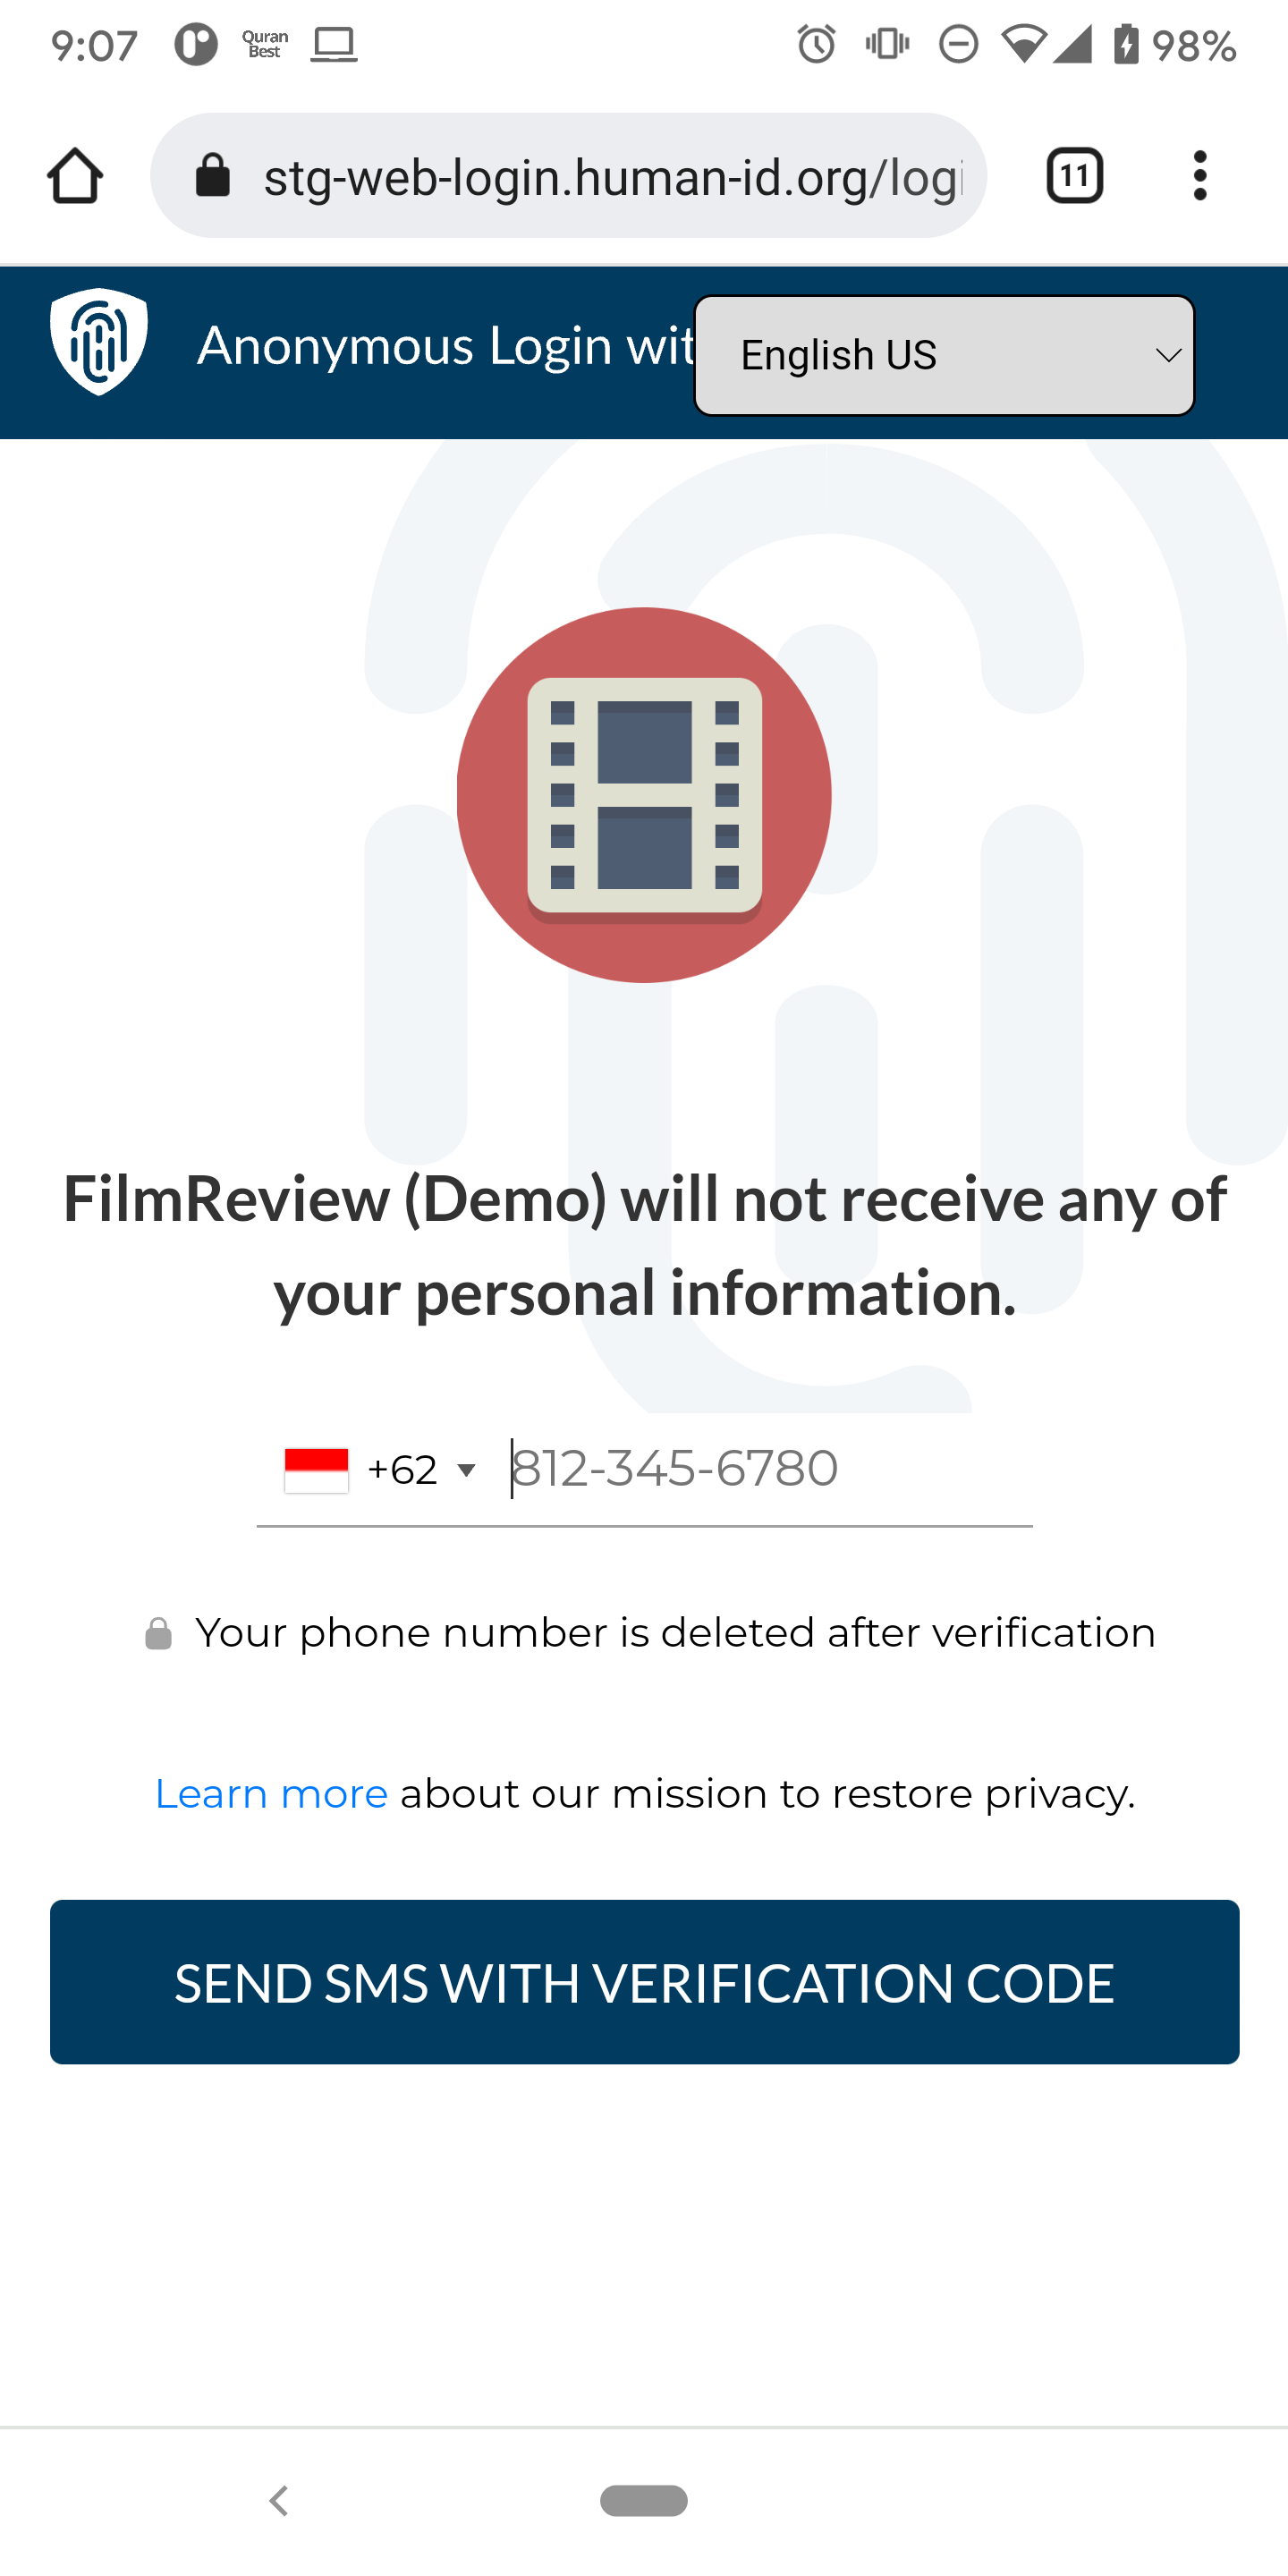 9:07 Quran Best 98%
stg-web-login.human-id.org/log
11
Anonymous Login wit
English US
FilmReview (Demo) will not receive any of
your personal information.
+62 812-345-6780
Your phone number is deleted after verification
Learn more about our mission to restore privacy.
SEND SMS WITH VERIFICATION CODE